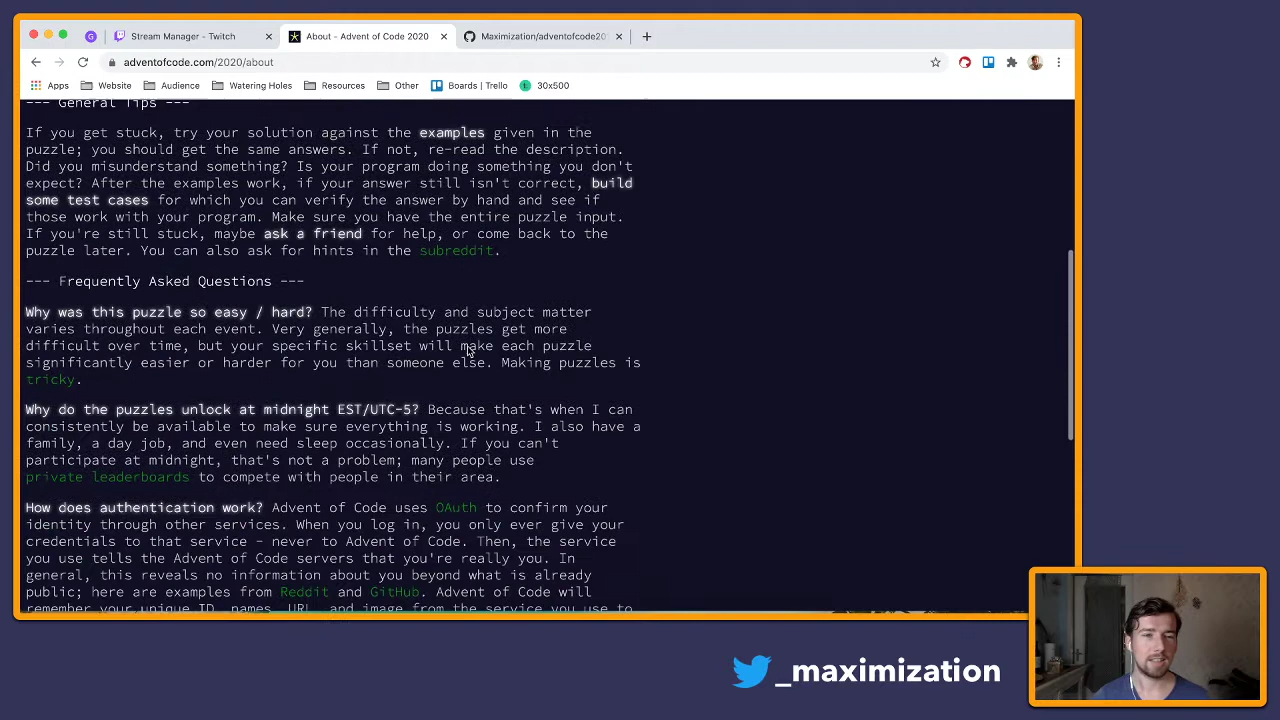 Stream Manager - Twitch
About - Advent of Code 2020
Maximization/adventofcode20
adventofcode.com/2020/about
Apps
Website
Audience
Watering Holes
Resources
Other
Boards | Trello
30x500
--- General Tips ---
If you get stuck, try your solution against the examples given in the
puzzle; you should get the same answers. If not, re-read the description.
Did you misunderstand something? Is your program doing something you don't
expect? After the examples work, if your answer still isn't correct, build
some test cases for which you can verify the answer by hand and see if
those work with your program. Make sure you have the entire puzzle input.
If you're still stuck, maybe ask a friend for help, or come back to the
puzzle later. You can also ask for hints in the subreddit.
--- Frequently Asked Questions ---
Why was this puzzle so easy / hard? The difficulty and subject matter
varies throughout each event. Very generally, the puzzles get more
difficult over time, but your specific skillset will make each puzzle
significantly easier or harder for you than someone else. Making puzzles is
tricky.
Why do the puzzles unlock at midnight EST/UTC-5? Because that's when I can
consistently be available to make sure everything is working. I also have a
family, a day job, and even need sleep occasionally. If you can't
participate at midnight, that's not a problem; many people use
private leaderboards to compete with people in their area.
How does authentication work? Advent of Code uses OAuth to confirm your
identity through other services. When you log in, you only ever give your
credentials to that service - never to Advent of Code. Then, the service
you use tells the Advent of Code servers that you're really you. In
general, this reveals no information about you beyond what is already
public; here are examples from Reddit and GitHub. Advent of Code will
remember your unique ID, names, URL, and image from the service you use to
_maximization